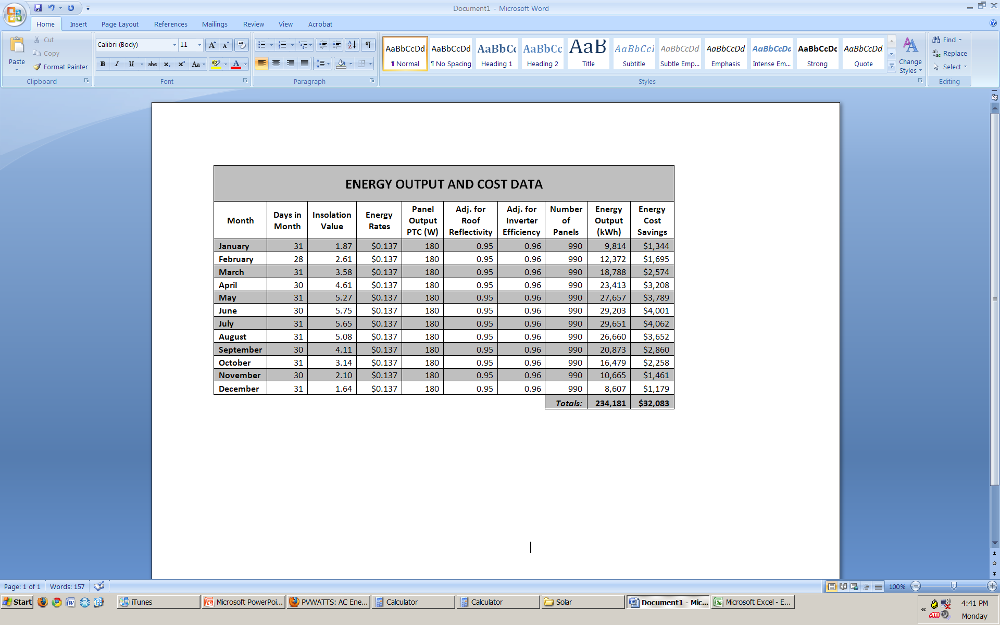 Document1 - Microsoft Word
Home Insert Page Layout References Mailings Review View Acrobat
Paste
Cut
Copy
Format Painter
Clipboard
Calibri (Body) 11
Font
Paragraph
AaBbCcDd AaBbCcDd AaBbCc AaBbCc AaB AaBbCcI AaBbCcDd AaBbCcDd AaBbCcDc AaBbCcDc AaBbCcDd
¶ Normal ¶ No Spacing Heading 1 Heading 2 Title Subtitle Subtle Emp... Emphasis Intense Em... Strong Quote
Change Styles
Styles
Find
Replace
Select
Editing
ENERGY OUTPUT AND COST DATA
Month Days in Month Insolation Value Energy Rates Panel Output PTC (W) Adj. for Roof Reflectivity Adj. for Inverter Efficiency Number of Panels Energy Output (kWh) Energy Cost Savings
January 31 1.87 $0.137 180 0.95 0.96 990 9,814 $1,344
February 28 2.61 $0.137 180 0.95 0.96 990 12,372 $1,695
March 31 3.58 $0.137 180 0.95 0.96 990 18,788 $2,574
April 30 4.61 $0.137 180 0.95 0.96 990 23,413 $3,208
May 31 5.27 $0.137 180 0.95 0.96 990 27,657 $3,789
June 30 5.75 $0.137 180 0.95 0.96 990 29,203 $4,001
July 31 5.65 $0.137 180 0.95 0.96 990 29,651 $4,062
August 31 5.08 $0.137 180 0.95 0.96 990 26,660 $3,652
September 30 4.11 $0.137 180 0.95 0.96 990 20,873 $2,860
October 31 3.14 $0.137 180 0.95 0.96 990 16,479 $2,258
November 30 2.10 $0.137 180 0.95 0.96 990 10,665 $1,461
December 31 1.64 $0.137 180 0.95 0.96 990 8,607 $1,179
Totals: 234,181 $32,083
Page: 1 of 1 Words: 157 100%
Start iTunes Microsoft PowerPoi... PVWATTS: AC Ene... Calculator Calculator Solar Document1 - Mic... Microsoft Excel - E...
4:41 PM
Monday